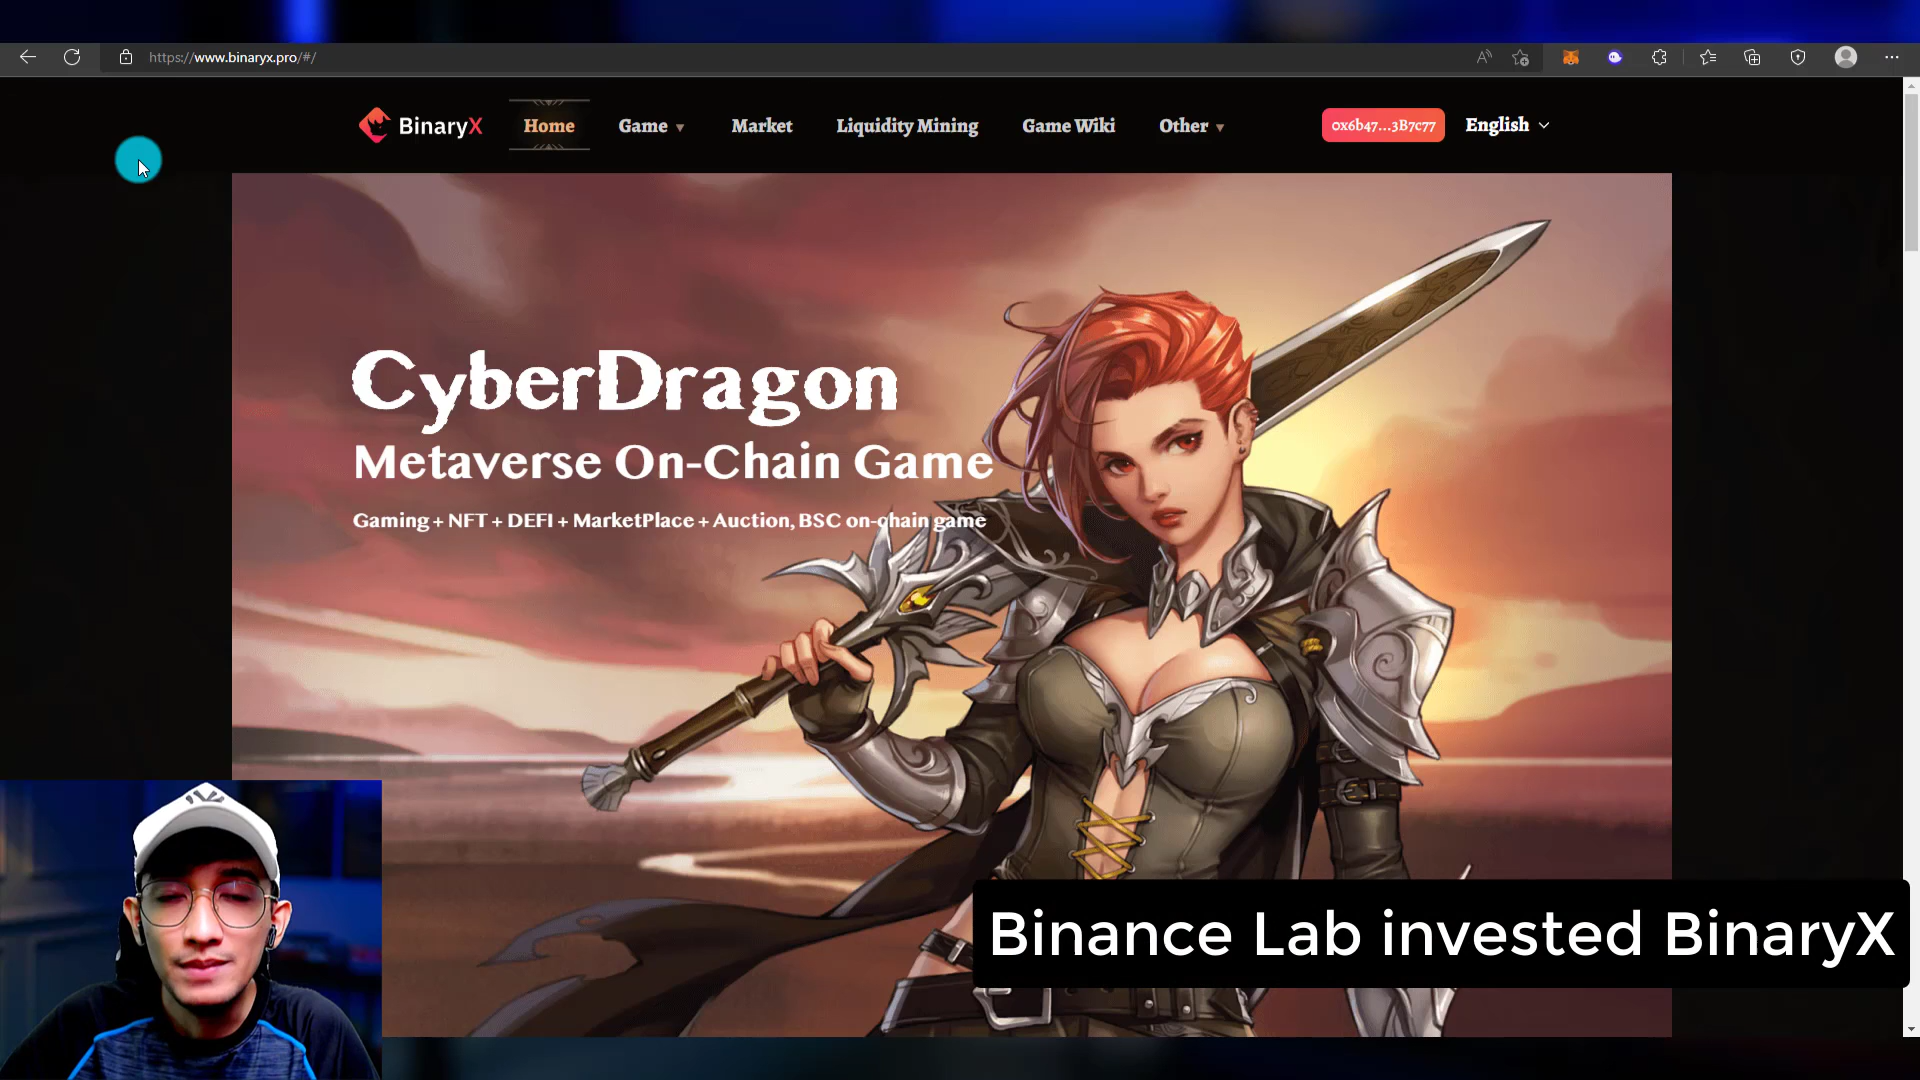 https://www.binaryx.pro/#/
BinaryX
Home
Game
Market
Liquidity Mining
Game Wiki
Other
0x6b47...3B7c77
English
CyberDragon
Metaverse On-Chain Game
Gaming + NFT + DEFI + MarketPlace + Auction, BSC on-chain game
Binance Lab invested BinaryX